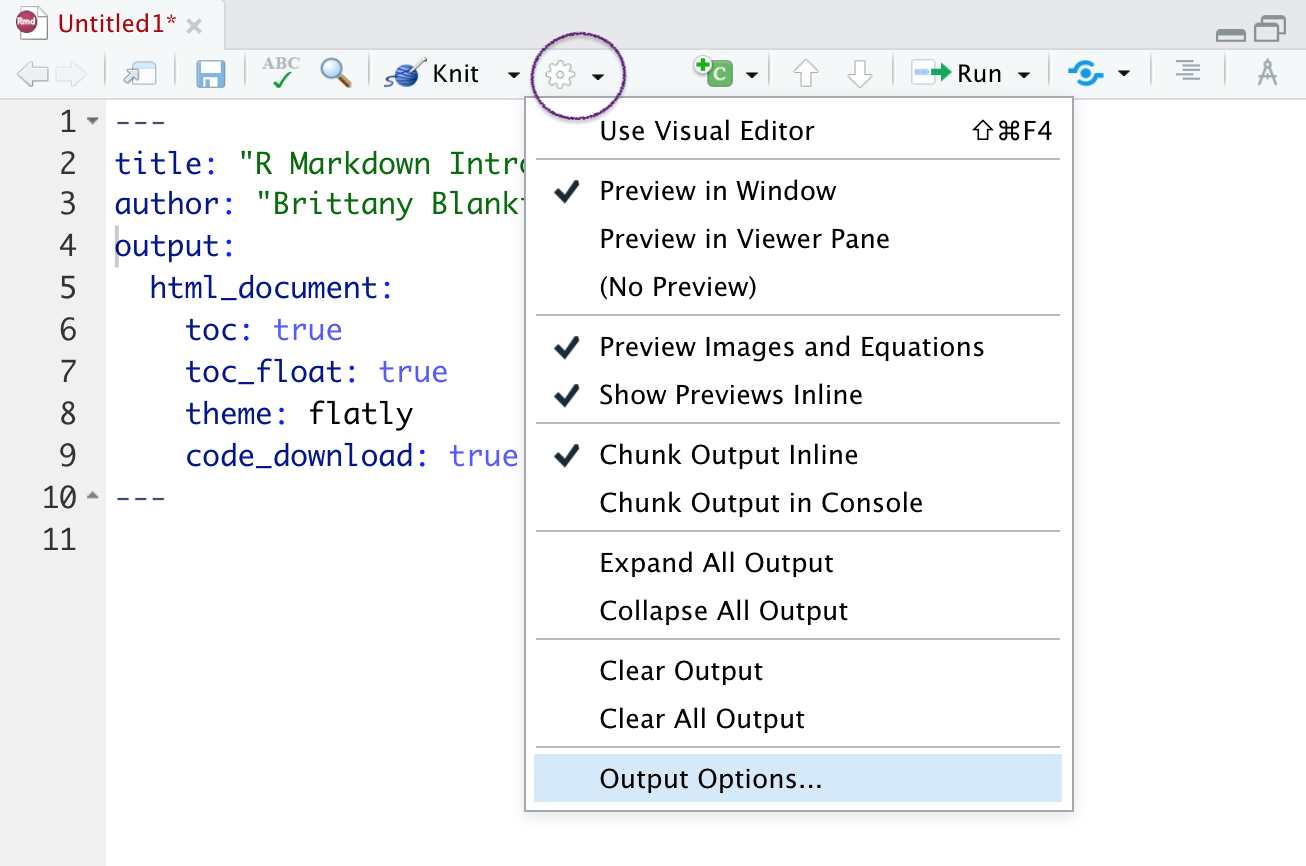 Rmd Untitled1*
ABC Knit C Run
1 ---
2 title: "R Markdown Intro
3 author: "Brittany Blank
4 output:
5 html_document:
6 toc: true
7 toc_float: true
8 theme: flatly
9 code_download: true
10 ---
11
Use Visual Editor ⇧⌘F4
Preview in Window
Preview in Viewer Pane
(No Preview)
Preview Images and Equations
Show Previews Inline
Chunk Output Inline
Chunk Output in Console
Expand All Output
Collapse All Output
Clear Output
Clear All Output
Output Options...